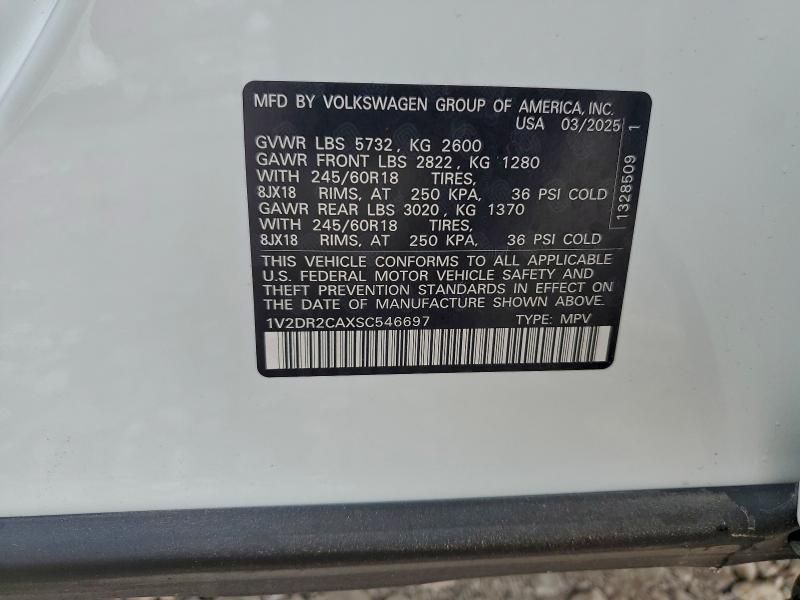 MFD BY VOLKSWAGEN GROUP OF AMERICA, INC.
USA 03/2025
GVWR LBS 5732, KG 2600
GAWR FRONT LBS 2822, KG 1280
WITH 245/60R18 TIRES,
8JX18 RIMS, AT 250 KPA, 36 PSI COLD
GAWR REAR LBS 3020, KG 1370
WITH 245/60R18 TIRES,
8JX18 RIMS, AT 250 KPA, 36 PSI COLD
THIS VEHICLE CONFORMS TO ALL APPLICABLE
U.S. FEDERAL MOTOR VEHICLE SAFETY AND
THEFT PREVENTION STANDARDS IN EFFECT ON
THE DATE OF MANUFACTURE SHOWN ABOVE.
1V2DR2CAXSC546697 TYPE: MPV
1328509 1